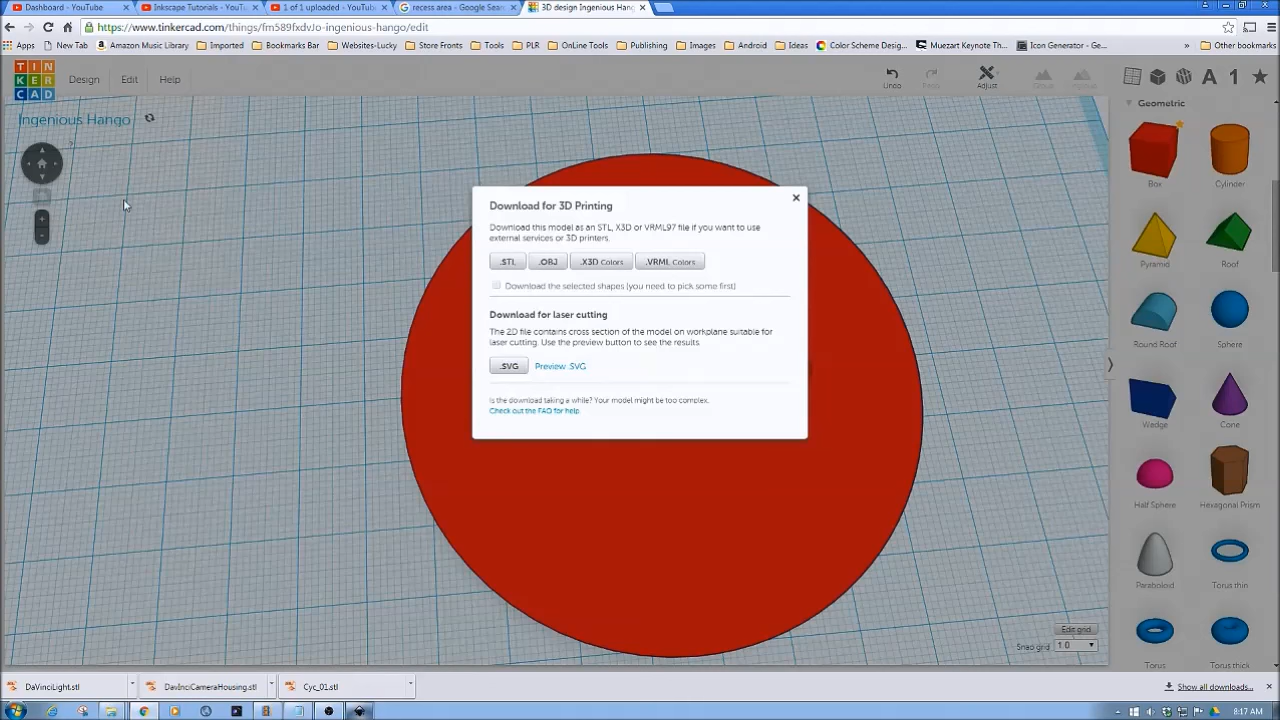 Dashboard - YouTube
Inkscape Tutorials - YouTu
1 of 1 uploaded - YouTube
recess area - Google Sear
3D design Ingenious Hang
https://www.tinkercad.com/things/fm589fxdvJo-ingenious-hango/edit
Apps
New Tab
Amazon Music Library
Imported
Bookmarks Bar
Websites-Lucky
Store Fronts
Tools
PLR
OnLine Tools
Publishing
Images
Android
Ideas
Color Scheme Design...
Muezart Keynote Th...
Icon Generator - Ge...
»
Other bookmarks
TIN
KER
CAD
Design
Edit
Help
Undo
Redo
Adjust
Group
Ungroup
Ingenious Hango
Geometric
Box
Cylinder
Pyramid
Roof
Round Roof
Sphere
Wedge
Cone
Half Sphere
Hexagonal Prism
Paraboloid
Torus thin
Torus
Torus thick
Download for 3D Printing
Download this model as an STL, X3D or VRML97 file if you want to use
external services or 3D printers.
.STL
.OBJ
.X3D Colors
.VRML Colors
Download the selected shapes (you need to pick some first)
Download for laser cutting
The 2D file contains cross section of the model on workplane suitable for
laser cutting. Use the preview button to see the results.
.SVG
Preview .SVG
Is the download taking a while? Your model might be too complex.
Check out the FAQ for help.
Edit grid
Snap grid
1.0
DaVinciLight.stl
DavInciCameraHousing.stl
Cyc_01.stl
Show all downloads...
8:17 AM